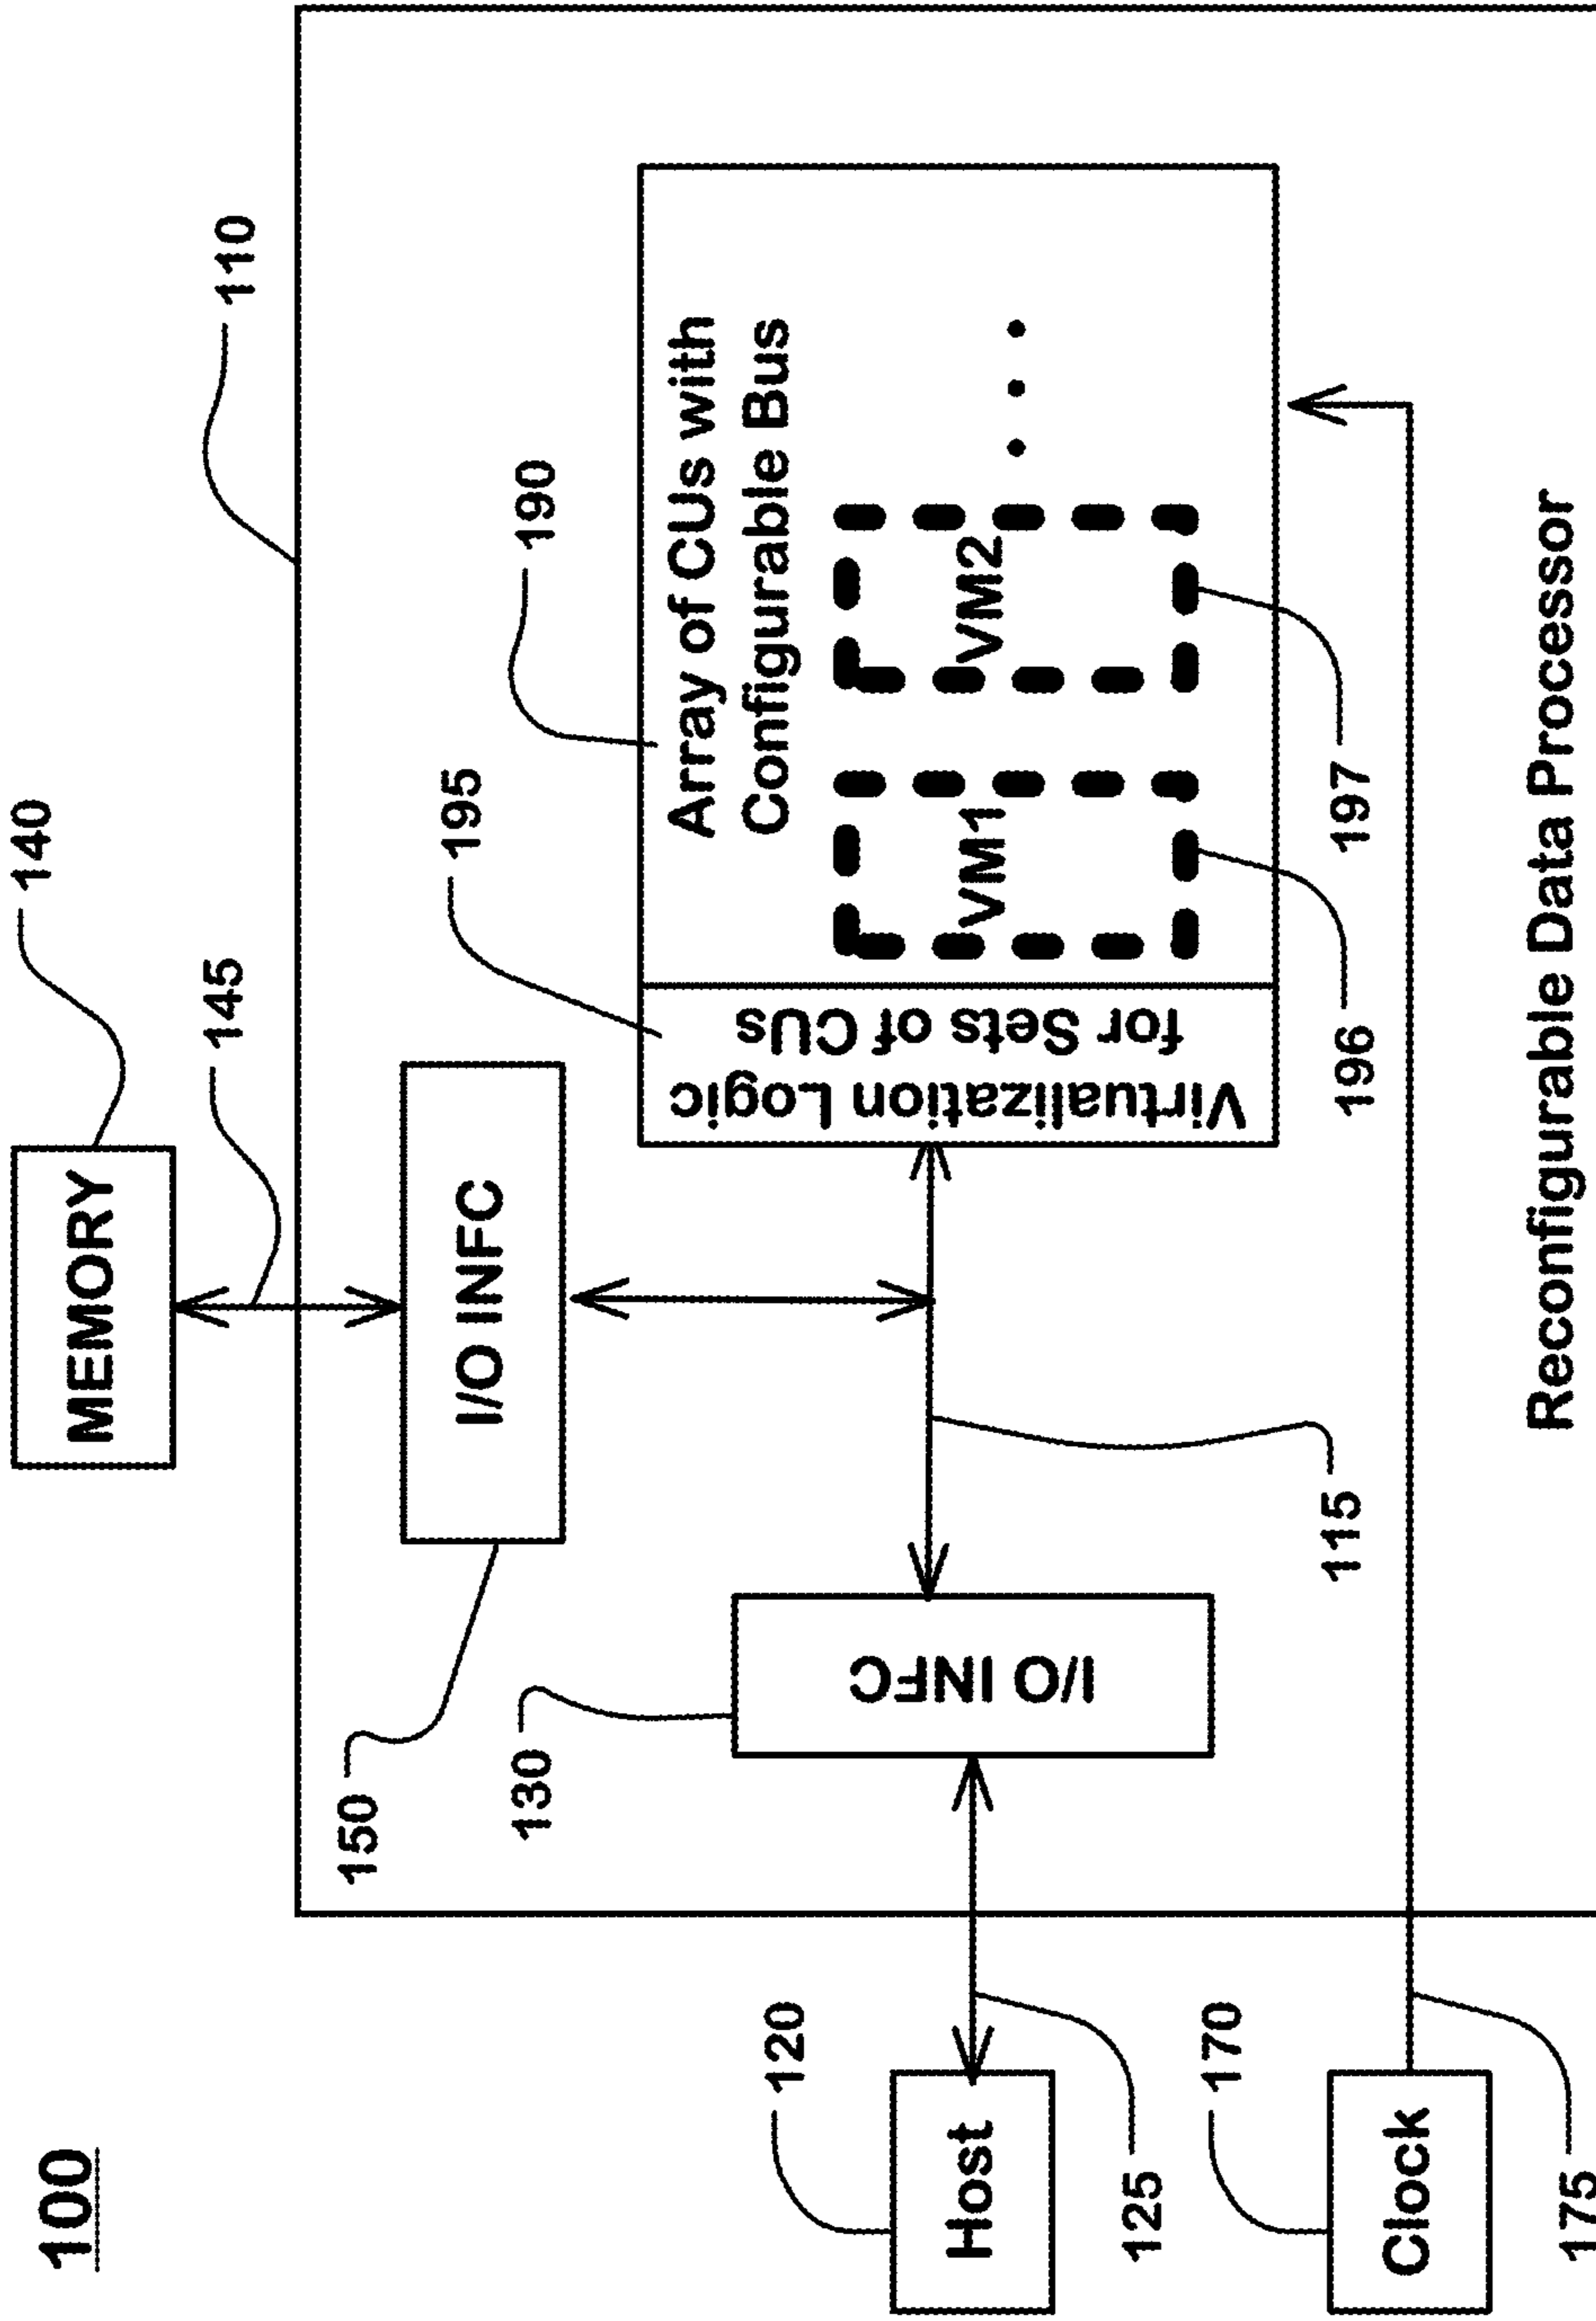 100
MEMORY
140
145
110
150
I/O INFC
130
I/O INFC
195
190
Virtualization Logic
for Sets of CUs
Array of CUs with
Configurable Bus
VM1
VM2
. . .
120
Host
125
115
196
197
170
Clock
175
Reconfigurable Data Processor